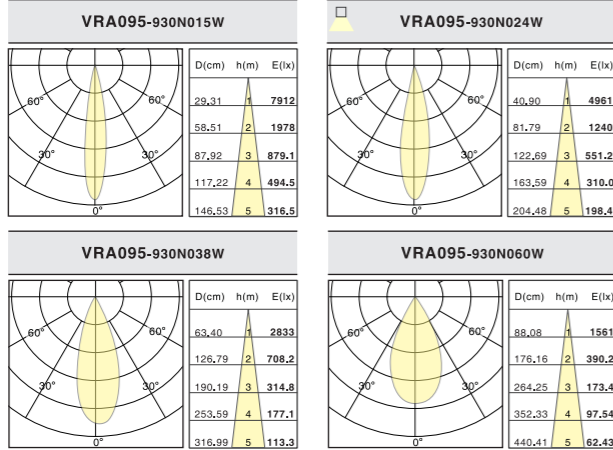 VRA095-930N015W
60°
60°
30°
30°
0°
D(cm) h(m) E(lx)
29.31 1 7912
58.51 2 1978
87.92 3 879.1
117.22 4 494.5
146.53 5 316.5
VRA095-930N024W
60°
60°
30°
30°
0°
D(cm) h(m) E(lx)
40.90 1 4961
81.79 2 1240
122.69 3 551.2
163.59 4 310.0
204.48 5 198.4
VRA095-930N038W
60°
60°
30°
30°
0°
D(cm) h(m) E(lx)
63.40 1 2833
126.79 2 708.2
190.19 3 314.8
253.59 4 177.1
316.99 5 113.3
VRA095-930N060W
60°
60°
30°
30°
0°
D(cm) h(m) E(lx)
88.08 1 1561
176.16 2 390.2
264.25 3 173.4
352.33 4 97.54
440.41 5 62.43